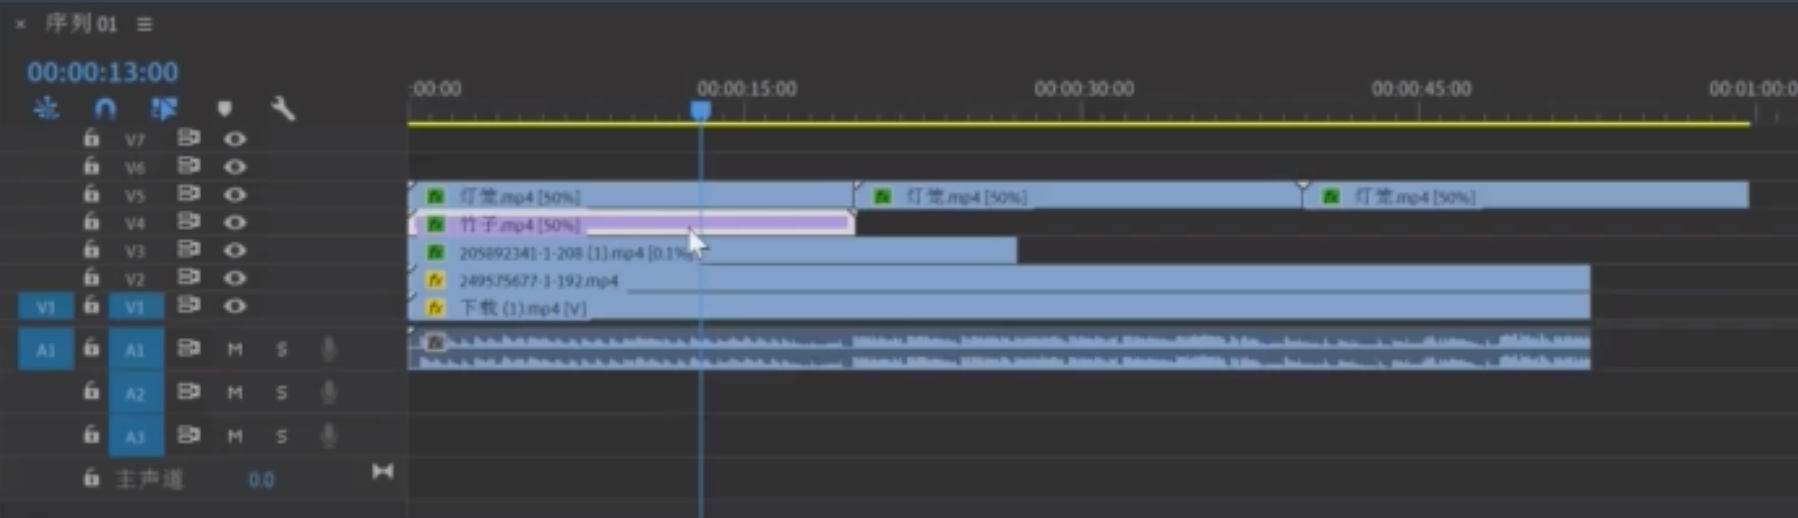 × 序列 01 ≡
00:00:13:00
:00:00 00:00:15:00 00:00:30:00 00:00:45:00 00:01:00:0
V7
V6
V5 fx 灯笼.mp4 [50%] fx 灯笼.mp4 [50%] fx 灯笼.mp4 [50%]
V4 fx 竹子.mp4 [50%]
V3 fx 205892341-1-208 (1).mp4 [0.1%
V2 fx 249575677-1-192.mp4
V1 V1 fx 下载 (1).mp4 [V]
A1 A1 M S fx
A2 M S
A3 M S
主声道 0.0